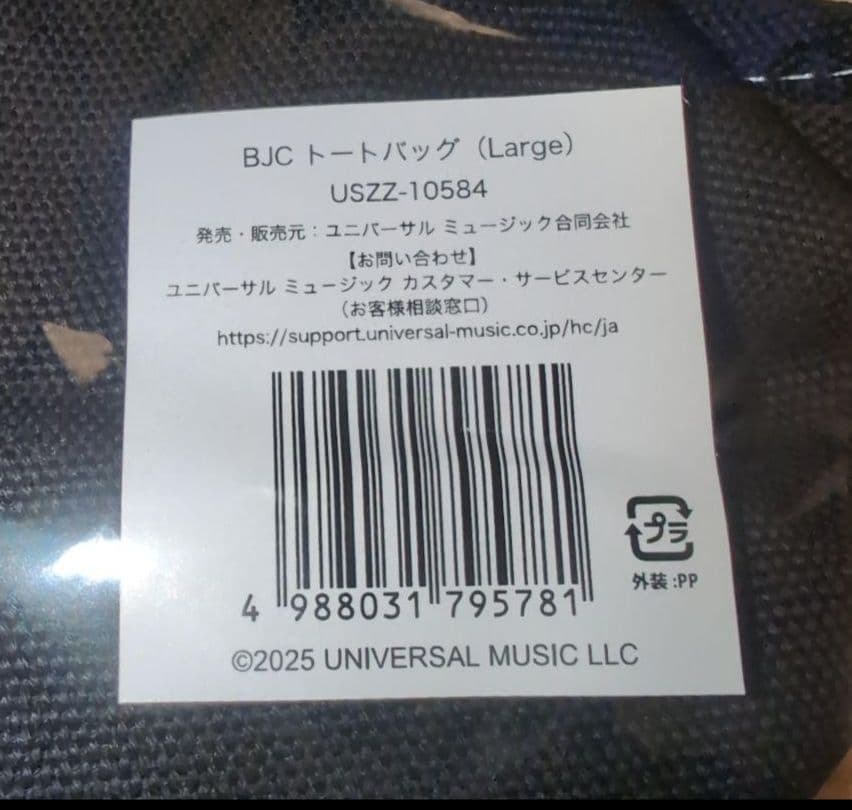 BJC トートバッグ（Large）
USZZ-10584
発売・販売元：ユニバーサル ミュージック合同会社
【お問い合わせ】
ユニバーサル ミュージック カスタマー・サービスセンター
（お客様相談窓口）
https://support.universal-music.co.jp/hc/ja
プラ
外装:PP
4 988031 795781
©2025 UNIVERSAL MUSIC LLC